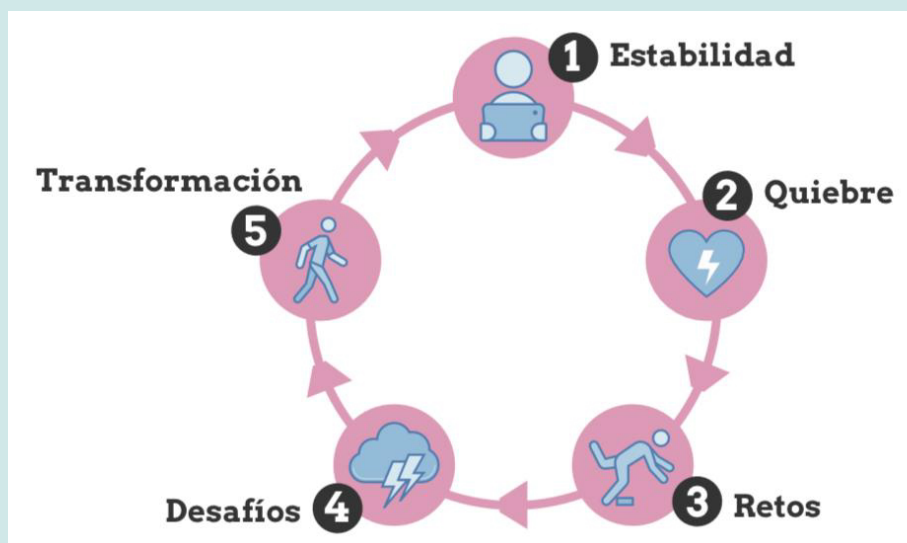 1 Estabilidad
2 Quiebre
3 Retos
Desafíos 4
Transformación
5